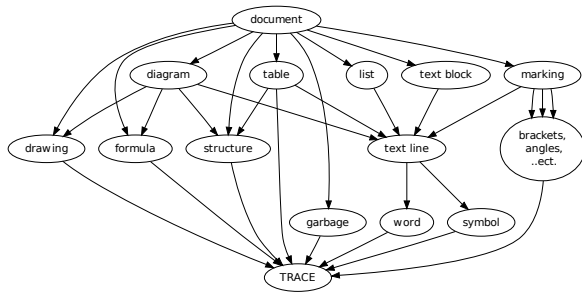 document
diagram
table
list
text block
marking
drawing
formula
structure
text line
brackets,
angles,
..ect.
garbage
word
symbol
TRACE